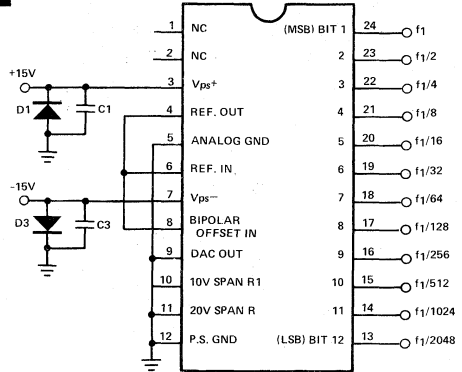 1 NC (MSB) BIT 1 24 f1
2 NC 2 23 f1/2
+15V 3 Vps+ 3 22 f1/4
D1 C1 4 REF. OUT 4 21 f1/8
5 ANALOG GND 5 20 f1/16
6 REF. IN 6 19 f1/32
-15V 7 Vps− 7 18 f1/64
D3 C3 8 BIPOLAR OFFSET IN 8 17 f1/128
9 DAC OUT 9 16 f1/256
10 10V SPAN R1 10 15 f1/512
11 20V SPAN R 11 14 f1/1024
12 P.S. GND (LSB) BIT 12 13 f1/2048